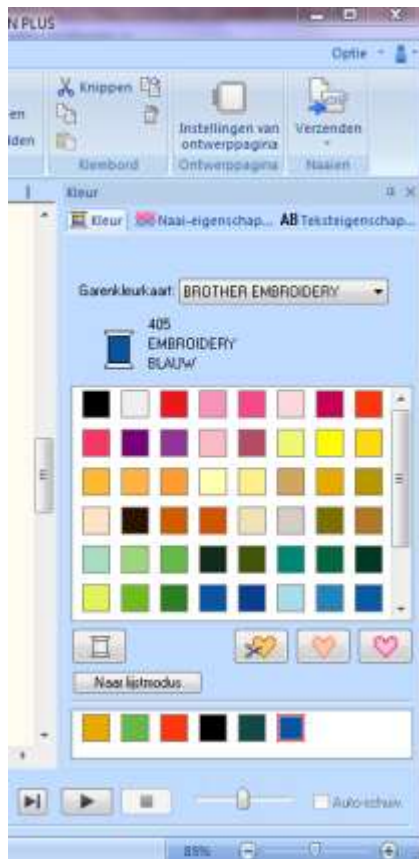 N PLUS
Optie
Knippen
en
Instellingen van
ontwerppagina
Verzenden
lden
Klembord
Ontwerppagina
Naaien
Kleur
Kleur
Naai-eigenschap...
AB Teksteigenschap...
Garenkleurkaart:
BROTHER EMBROIDERY
405
EMBROIDERY
BLAUW
Naar lijstmodus
Auto-schuiv.
89%